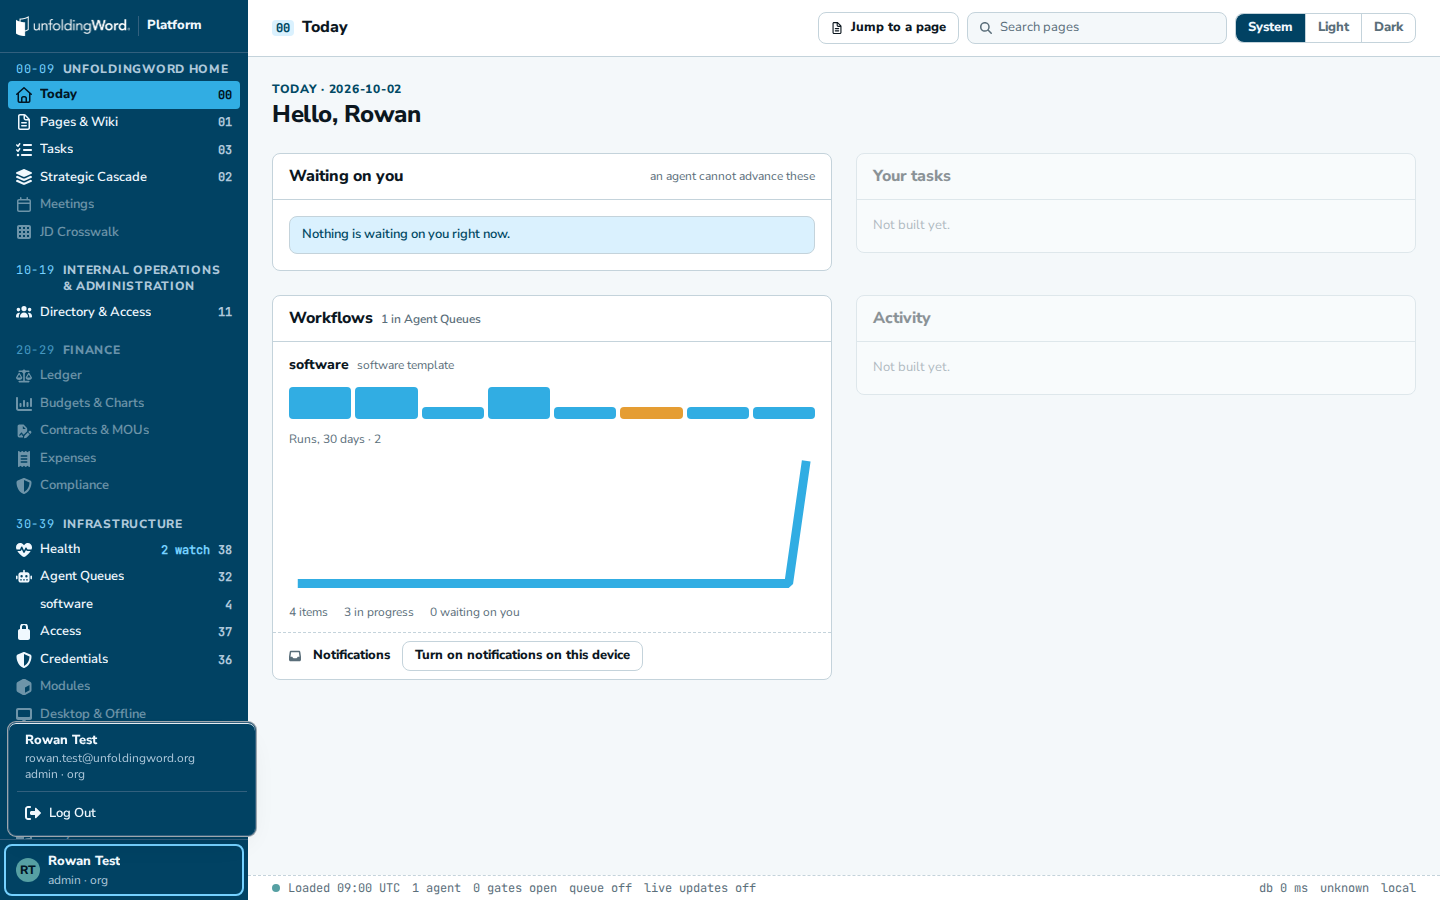 unfoldingWord Platform
00-09 UNFOLDINGWORD HOME
Today 00
Pages & Wiki 01
Tasks 03
Strategic Cascade 02
Meetings
JD Crosswalk
10-19 INTERNAL OPERATIONS
& ADMINISTRATION
Directory & Access 11
20-29 FINANCE
Ledger
Budgets & Charts
Contracts & MOUs
Expenses
Compliance
30-39 INFRASTRUCTURE
Health 2 watch 38
Agent Queues 32
software 4
Access 37
Credentials 36
Modules
Desktop & Offline
Rowan Test
rowan.test@unfoldingword.org
admin · org
Log Out
RT Rowan Test
admin · org
00 Today
Jump to a page
Search pages
System Light Dark
TODAY · 2026-10-02
Hello, Rowan
Waiting on you an agent cannot advance these
Nothing is waiting on you right now.
Your tasks
Not built yet.
Workflows 1 in Agent Queues
software software template
Runs, 30 days · 2
4 items 3 in progress 0 waiting on you
Notifications Turn on notifications on this device
Activity
Not built yet.
Loaded 09:00 UTC 1 agent 0 gates open queue off live updates off
db 0 ms unknown local